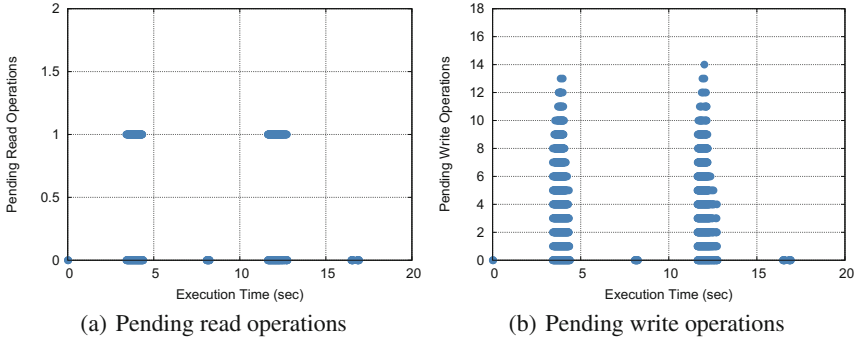 2
1.5
1
0.5
0
0 5 10 15 20
Pending Read Operations
Execution Time (sec)
(a) Pending read operations
18
16
14
12
10
8
6
4
2
0
0 5 10 15 20
Pending Write Operations
Execution Time (sec)
(b) Pending write operations